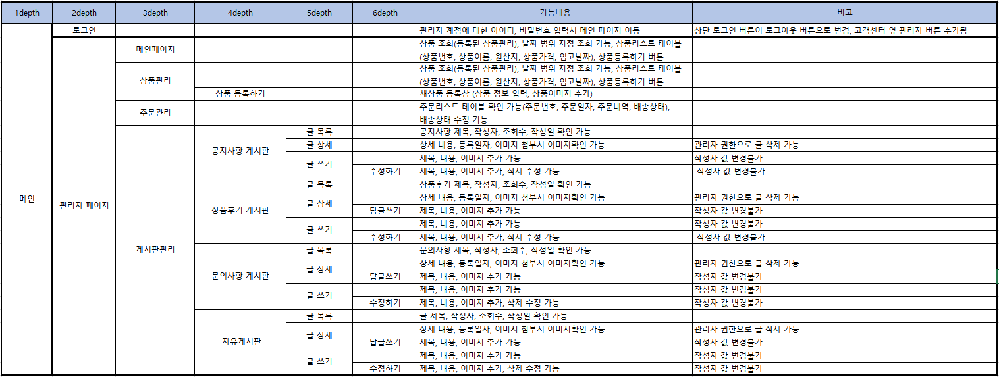 1depth 2depth 3depth 4depth 5depth 6depth 기능내용 비고
로그인 관리자 계정에 대한 아이디, 비밀번호 입력시 메인 페이지 이동 상단 로그인 버튼이 로그아웃 버튼으로 변경, 고객센터 옆 관리자 버튼 추가됨
메인페이지 상품 조회(등록된 상품관리), 날짜 범위 지정 조회 가능, 상품리스트 테이블
(상품번호, 상품이름, 원산지, 상품가격, 입고날짜), 상품등록하기 버튼
상품관리 상품 조회(등록된 상품관리), 날짜 범위 지정 조회 가능, 상품리스트 테이블
(상품번호, 상품이름, 원산지, 상품가격, 입고날짜), 상품등록하기 버튼
상품 등록하기 새상품 등록창 (상품 정보 입력, 상품이미지 추가)
주문관리 주문리스트 테이블 확인 가능(주문번호, 주문일자, 주문내역, 배송상태),
배송상태 수정 기능
글 목록 공지사항 제목, 작성자, 조회수, 작성일 확인 가능
공지사항 게시판 글 상세 상세 내용, 등록일자, 이미지 첨부시 이미지확인 가능 관리자 권한으로 글 삭제 가능
글 쓰기 제목, 내용, 이미지 추가 가능 작성자 값 변경불가
수정하기 제목, 내용, 이미지 추가, 삭제 수정 가능 작성자 값 변경불가
글 목록 상품후기 제목, 작성자, 조회수, 작성일 확인 가능
메인 관리자 페이지 상품후기 게시판 글 상세 상세 내용, 등록일자, 이미지 첨부시 이미지확인 가능 관리자 권한으로 글 삭제 가능
답글쓰기 제목, 내용, 이미지 추가 가능 작성자 값 변경불가
글 쓰기 제목, 내용, 이미지 추가 가능 작성자 값 변경불가
수정하기 제목, 내용, 이미지 추가, 삭제 수정 가능 작성자 값 변경불가
게시판관리 글 목록 문의사항 제목, 작성자, 조회수, 작성일 확인 가능
문의사항 게시판 글 상세 상세 내용, 등록일자, 이미지 첨부시 이미지확인 가능 관리자 권한으로 글 삭제 가능
답글쓰기 제목, 내용, 이미지 추가 가능 작성자 값 변경불가
글 쓰기 제목, 내용, 이미지 추가 가능 작성자 값 변경불가
수정하기 제목, 내용, 이미지 추가, 삭제 수정 가능 작성자 값 변경불가
글 목록 글 제목, 작성자, 조회수, 작성일 확인 가능
자유게시판 글 상세 상세 내용, 등록일자, 이미지 첨부시 이미지확인 가능 관리자 권한으로 글 삭제 가능
답글쓰기 제목, 내용, 이미지 추가 가능 작성자 값 변경불가
글 쓰기 제목, 내용, 이미지 추가 가능 작성자 값 변경불가
수정하기 제목, 내용, 이미지 추가, 삭제 수정 가능 작성자 값 변경불가